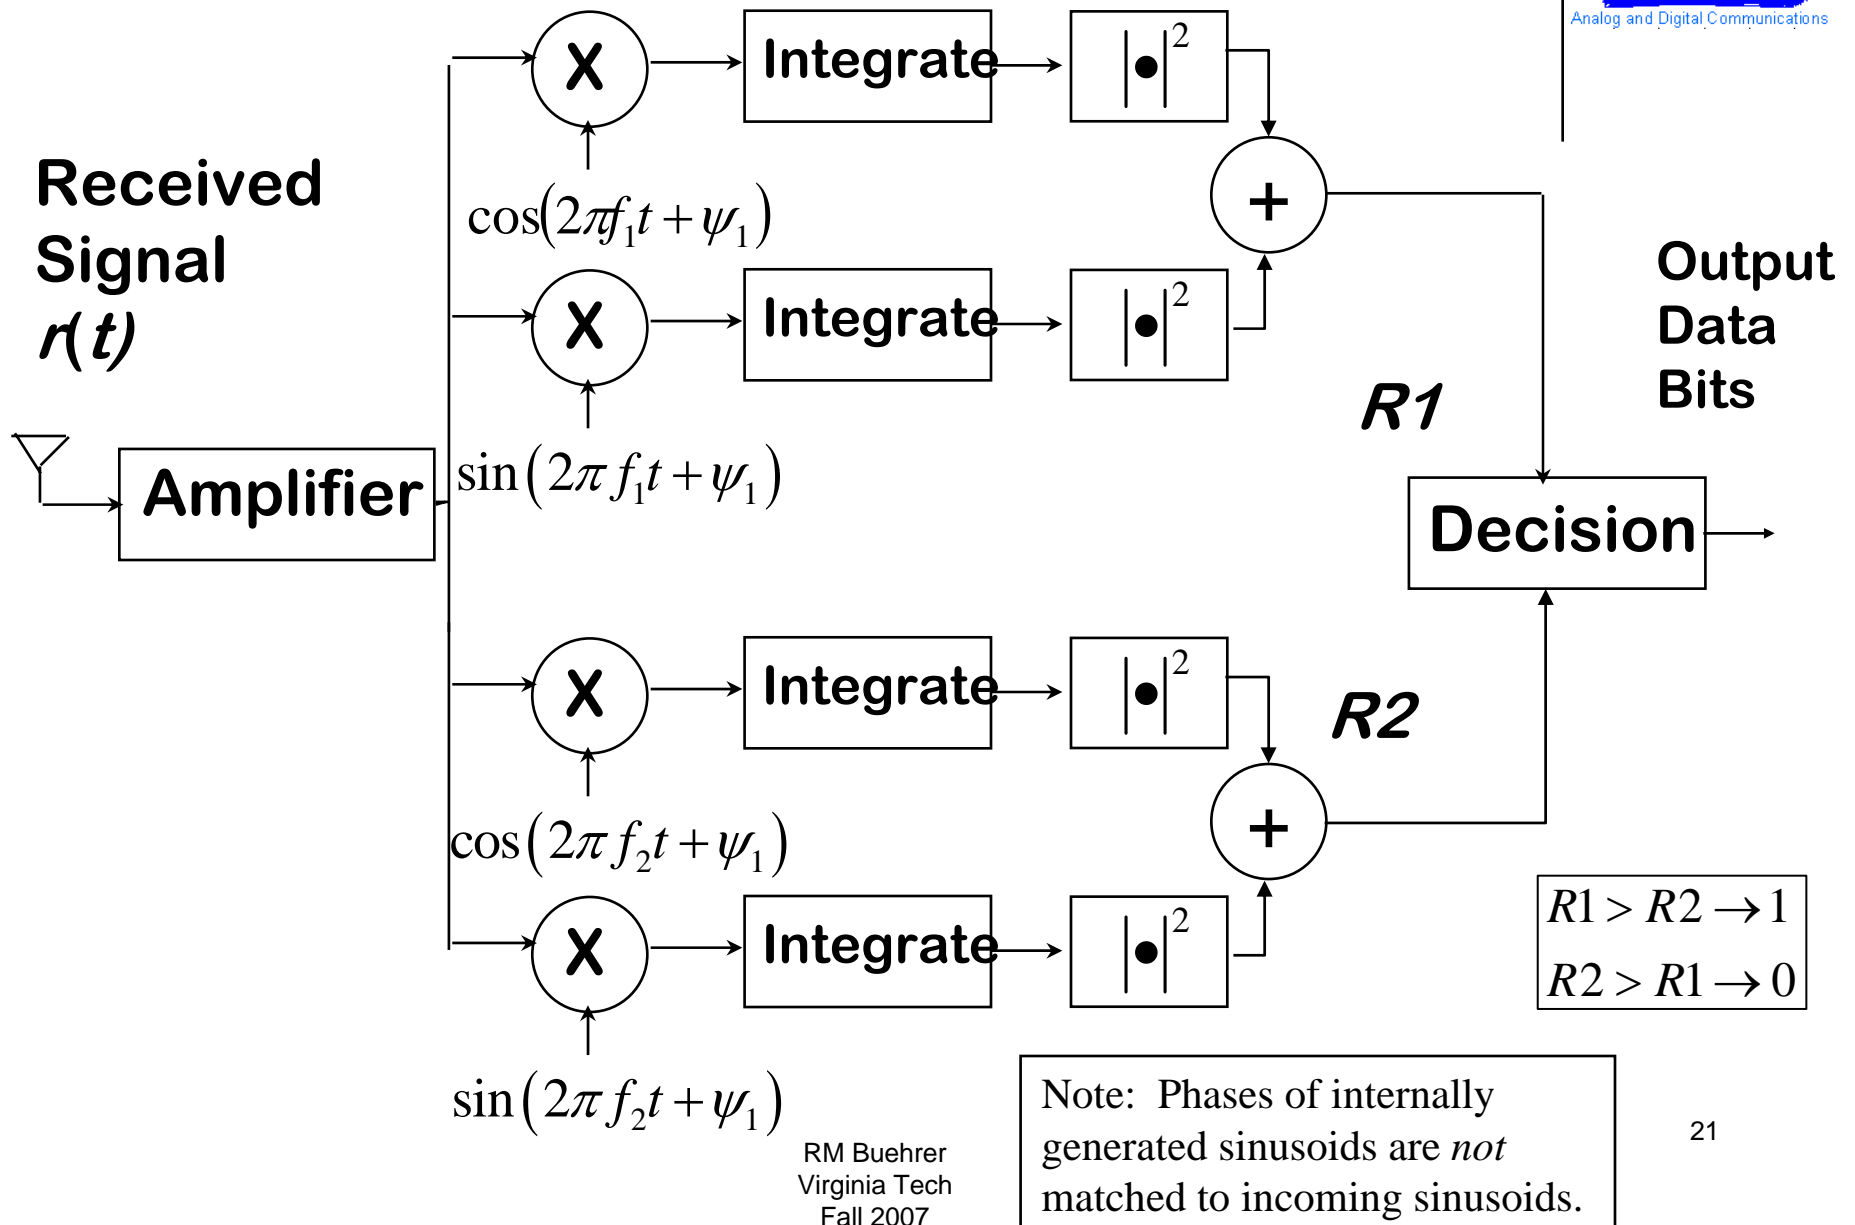 Analog and Digital Communications
X
Integrate
|•|²
Received
Signal
r(t)
+
cos(2πf₁t + ψ₁)
X
Integrate
|•|²
Output
Data
Bits
R1
Amplifier
sin(2πf₁t + ψ₁)
Decision
X
Integrate
|•|²
R2
cos(2πf₂t + ψ₁)
+
X
Integrate
|•|²
R1 > R2 → 1
R2 > R1 → 0
sin(2πf₂t + ψ₁)
Note: Phases of internally
generated sinusoids are not
matched to incoming sinusoids.
RM Buehrer
Virginia Tech
Fall 2007
21